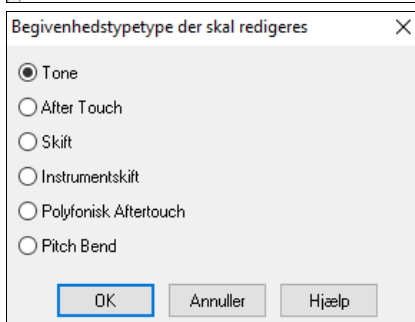 Begivenhedstypetype der skal redigeres
Tone
After Touch
Skift
Instrumentskift
Polyfonisk Aftertouch
Pitch Bend
OK Annuller Hjælp